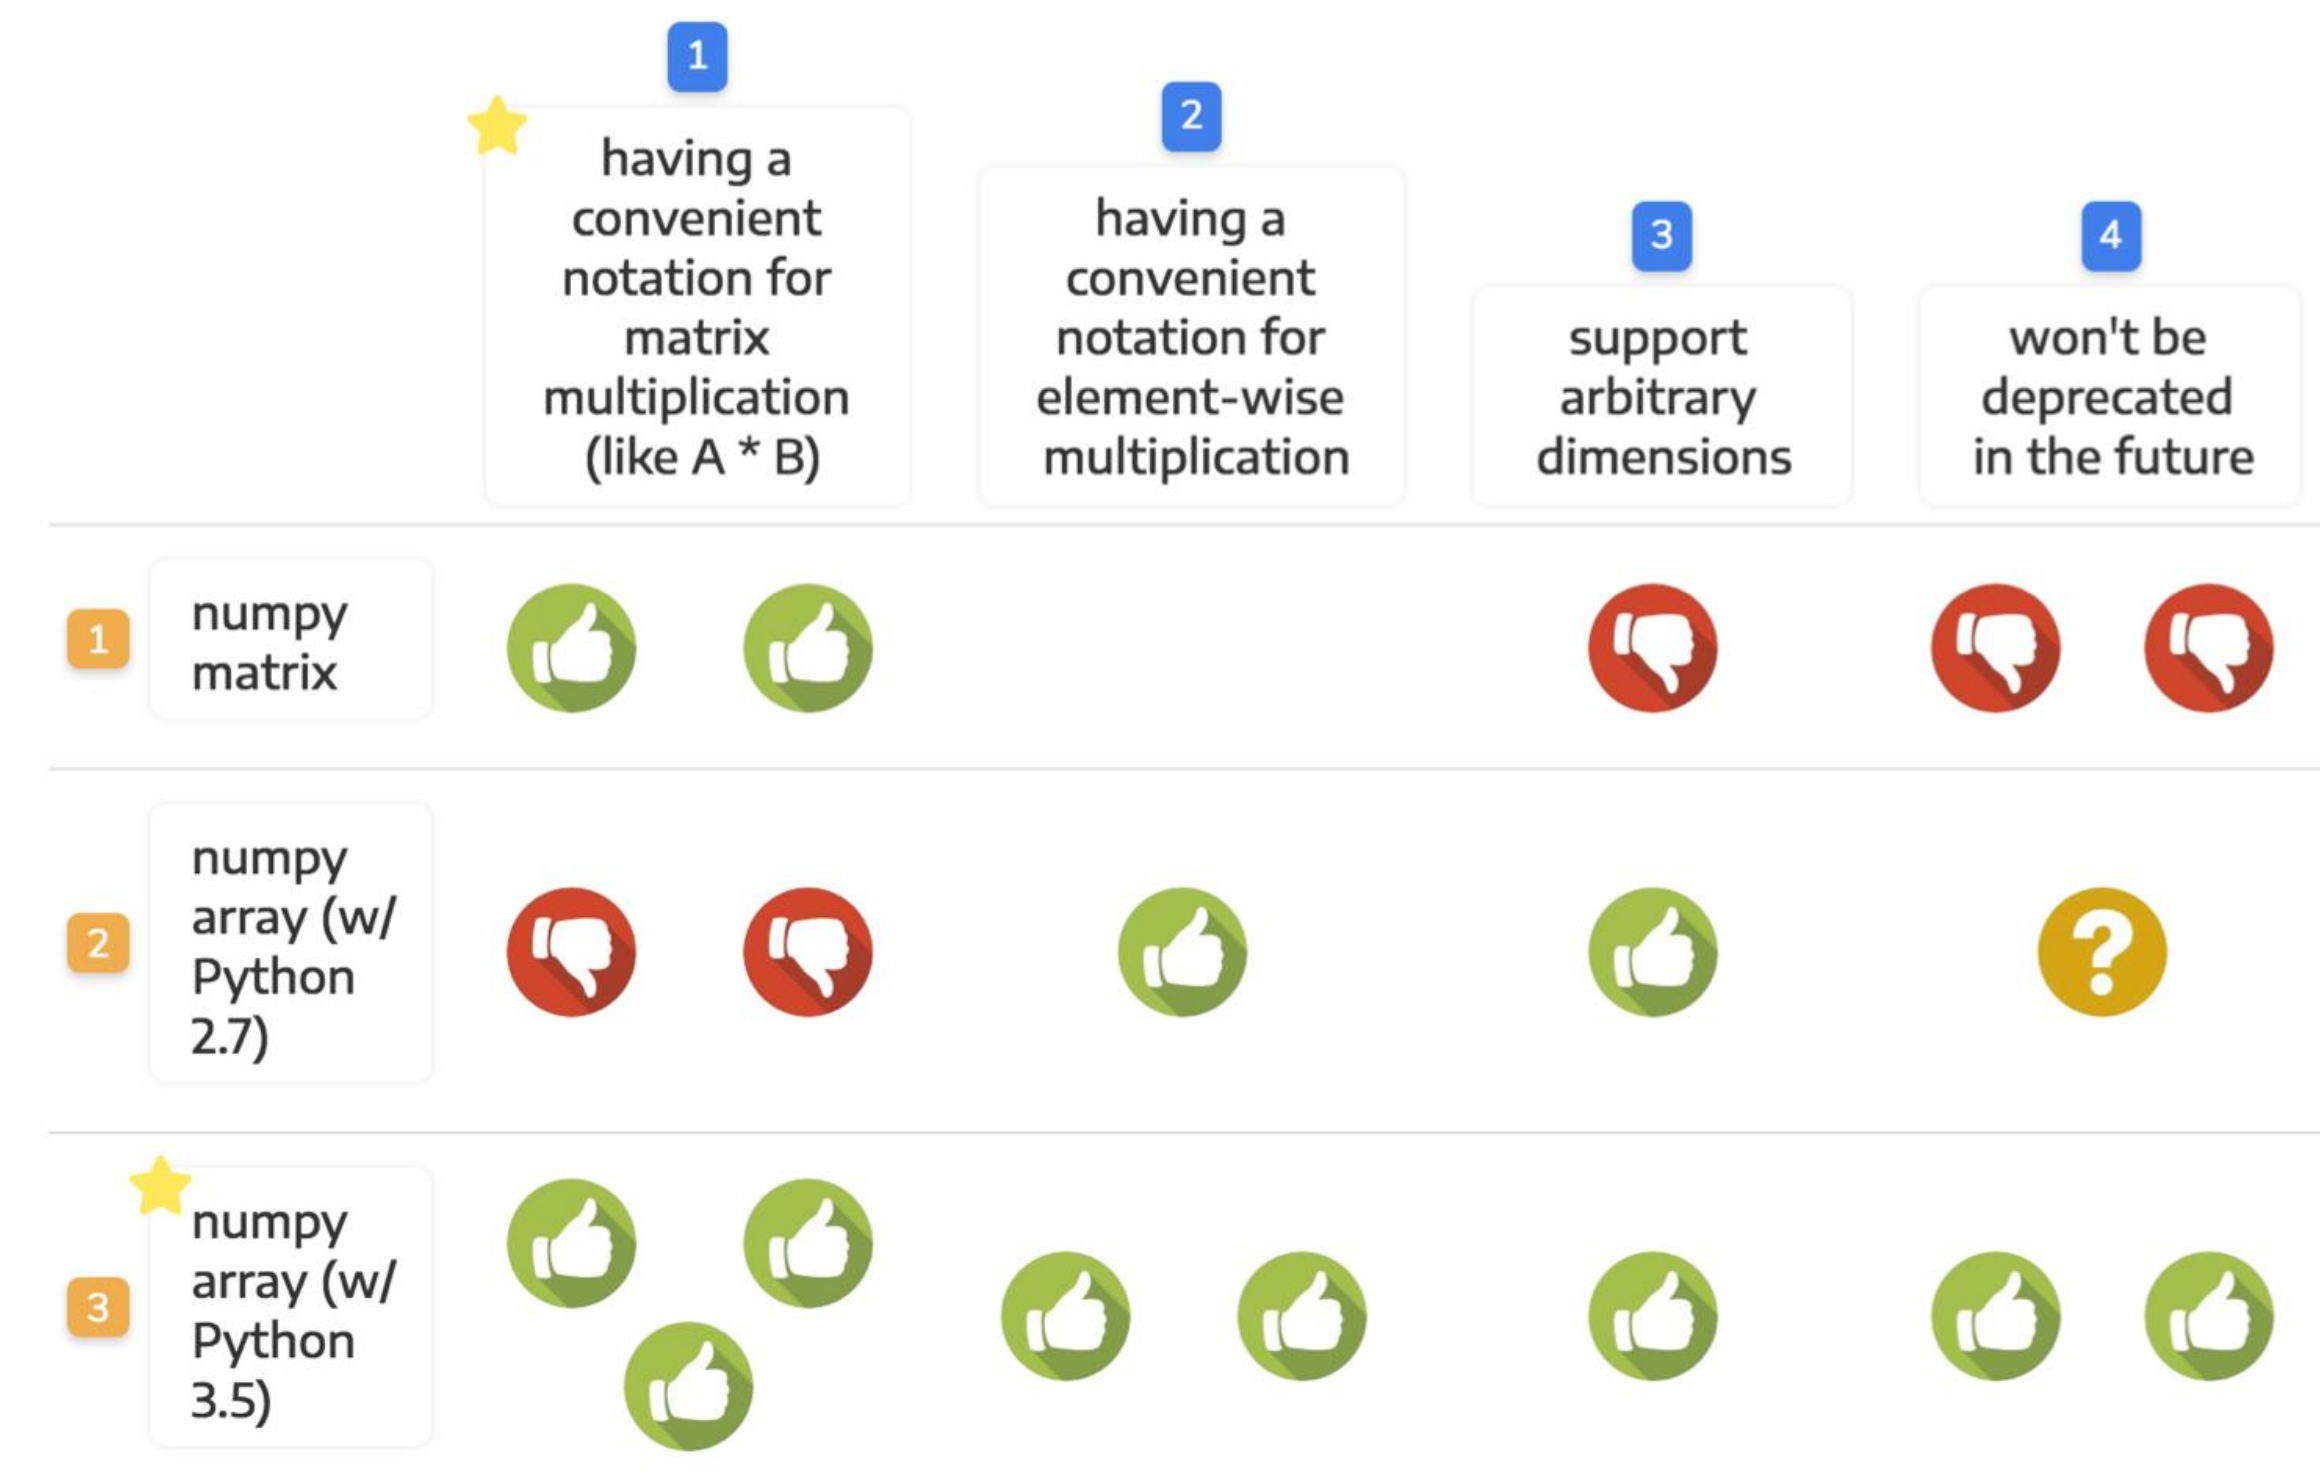 1
having a
convenient
notation for
matrix
multiplication
(like A * B)
2
having a
convenient
notation for
element-wise
multiplication
3
support
arbitrary
dimensions
4
won't be
deprecated
in the future
1
numpy
matrix
2
numpy
array (w/
Python
2.7)
?
3
numpy
array (w/
Python
3.5)